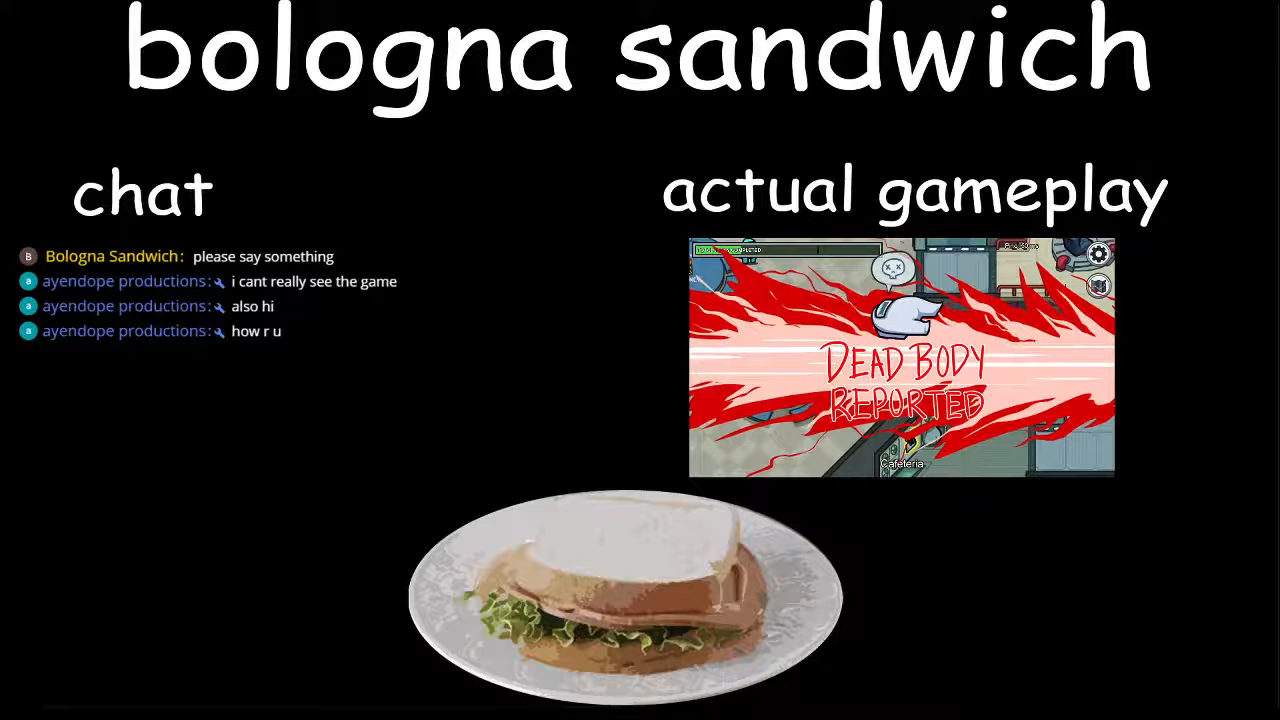 bologna sandwich
chat
actual gameplay
B Bologna Sandwich: please say something
a ayendope productions: i cant really see the game
a ayendope productions: also hi
a ayendope productions: how r u
DEAD BODY
REPORTED
Cafeteria